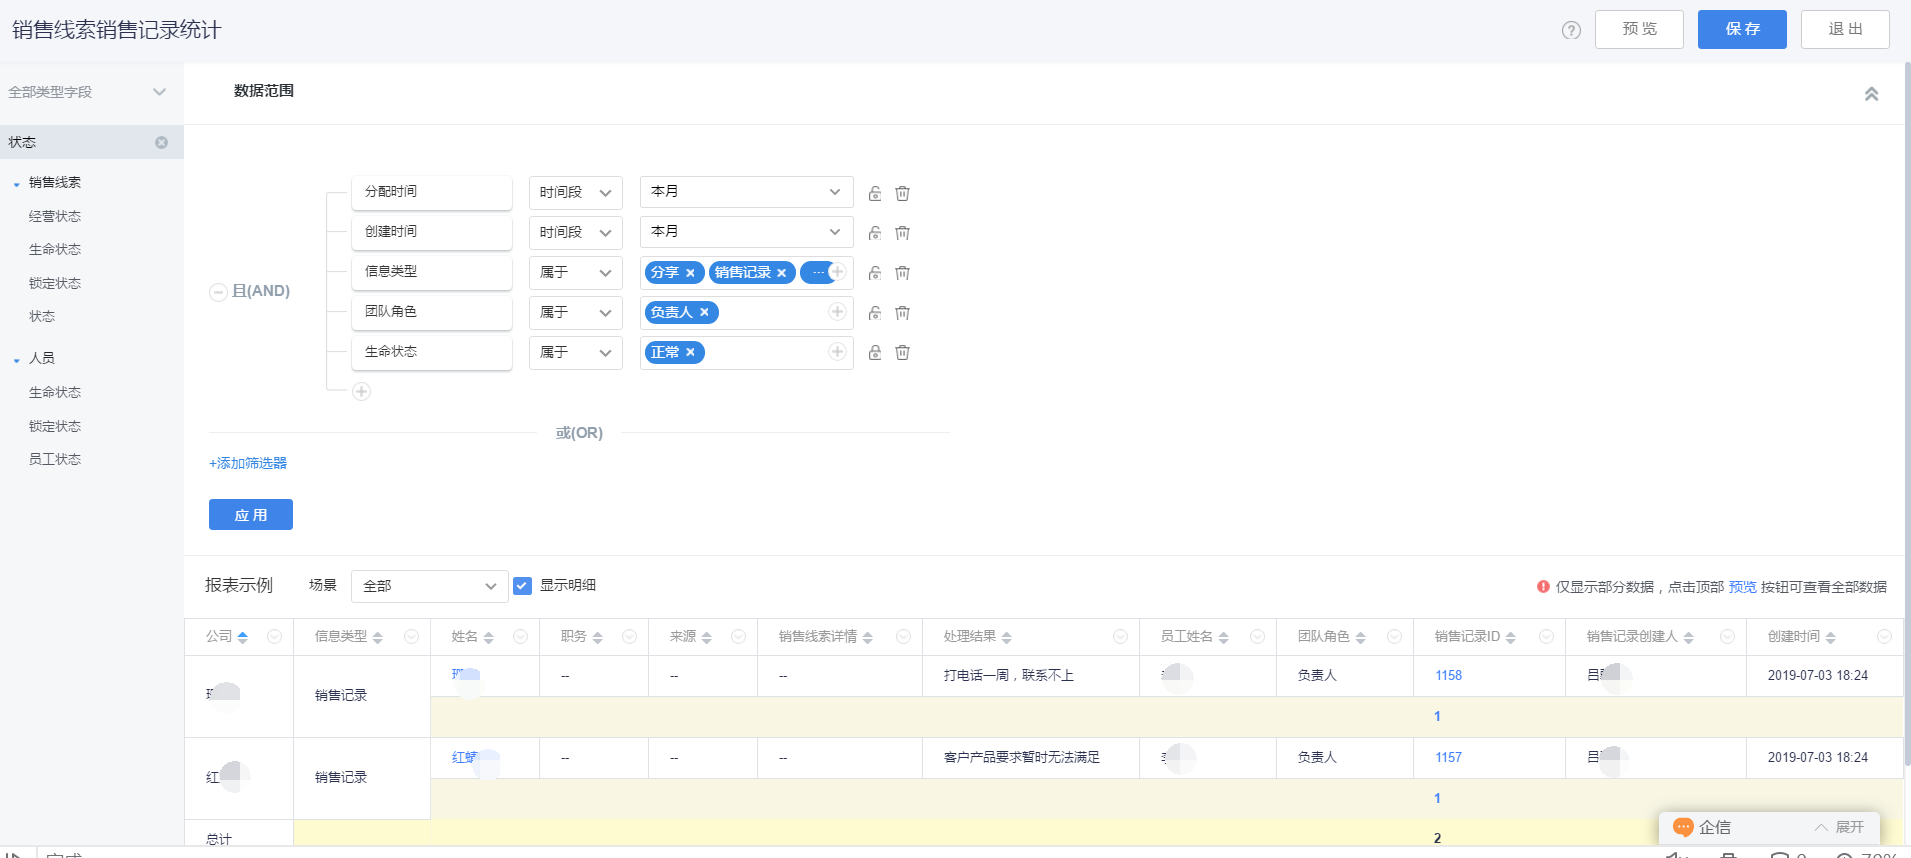 销售线索销售记录统计
? 预览 保存 退出
全部类型字段
数据范围
状态
销售线索
经营状态
生命状态
锁定状态
状态
人员
生命状态
锁定状态
员工状态
且(AND)
分配时间 时间段 本月
创建时间 时间段 本月
信息类型 属于 分享 × 销售记录 × ...
团队角色 属于 负责人 ×
生命状态 属于 正常 ×
或(OR)
+添加筛选器
应用
报表示例 场景 全部 显示明细
仅显示部分数据，点击顶部 预览 按钮可查看全部数据
公司 信息类型 姓名 职务 来源 销售线索详情 处理结果 员工姓名 团队角色 销售记录ID 销售记录创建人 创建时间
销售记录 -- -- -- 打电话一周，联系不上 负责人 1158 吕 2019-07-03 18:24
1
红 销售记录 红 -- -- -- 客户产品要求暂时无法满足 负责人 1157 吕 2019-07-03 18:24
1
总计 2
企信 展开